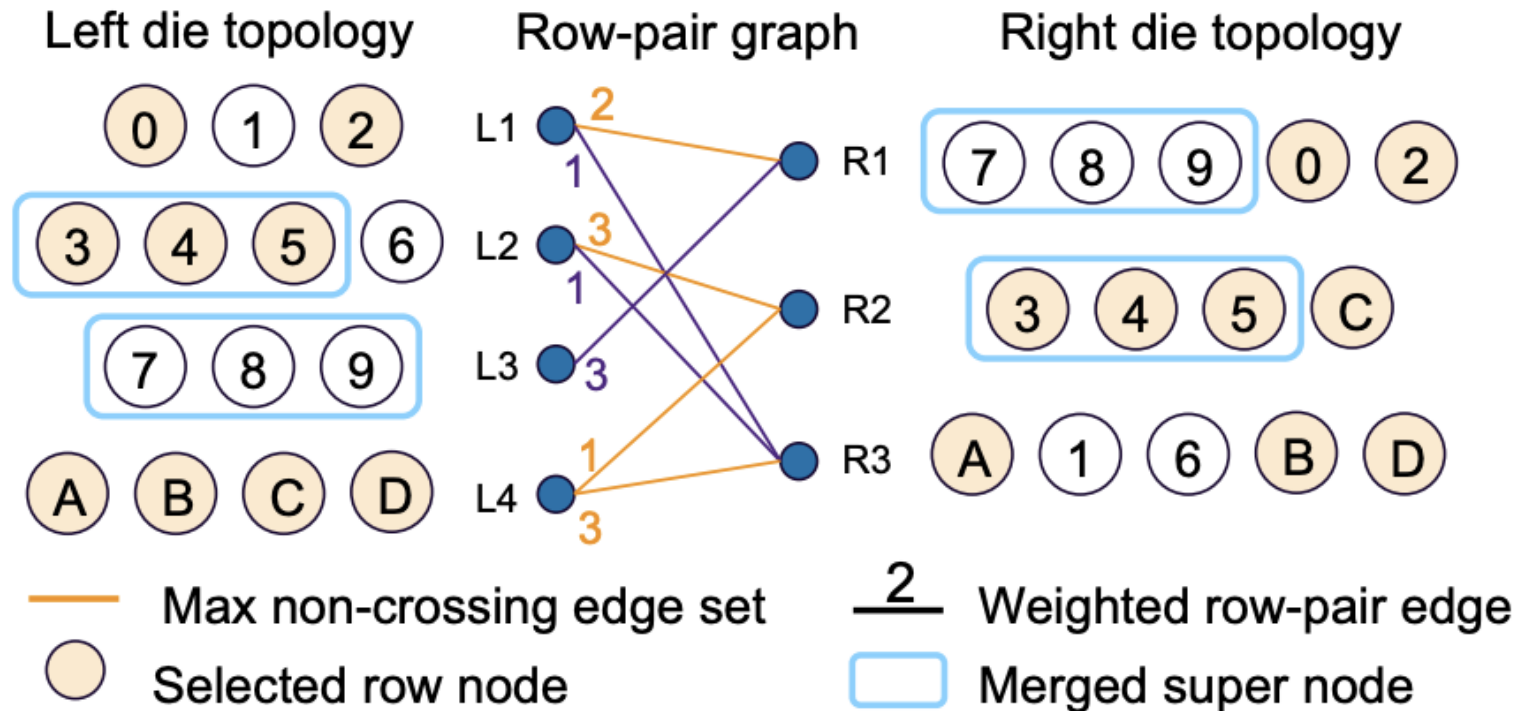 Left die topology Row-pair graph Right die topology
0 1 2
L1 2
1
R1
7 8 9 0 2
3 4 5 6
L2 3
1
R2
3 4 5 C
7 8 9
L3 3
R3
A 1 6 B D
A B C D
L4 1
3
Max non-crossing edge set
2 Weighted row-pair edge
Selected row node
Merged super node